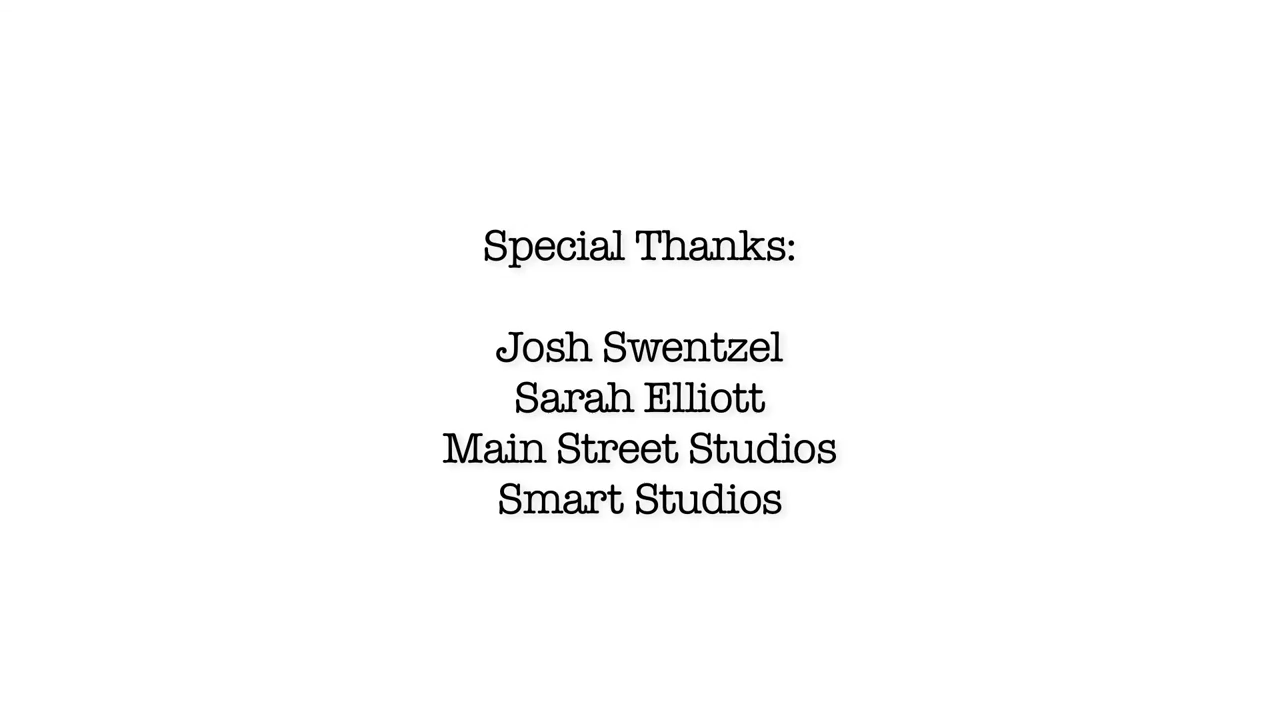 Special Thanks:
Josh Swentzel
Sarah Elliott
Main Street Studios
Smart Studios